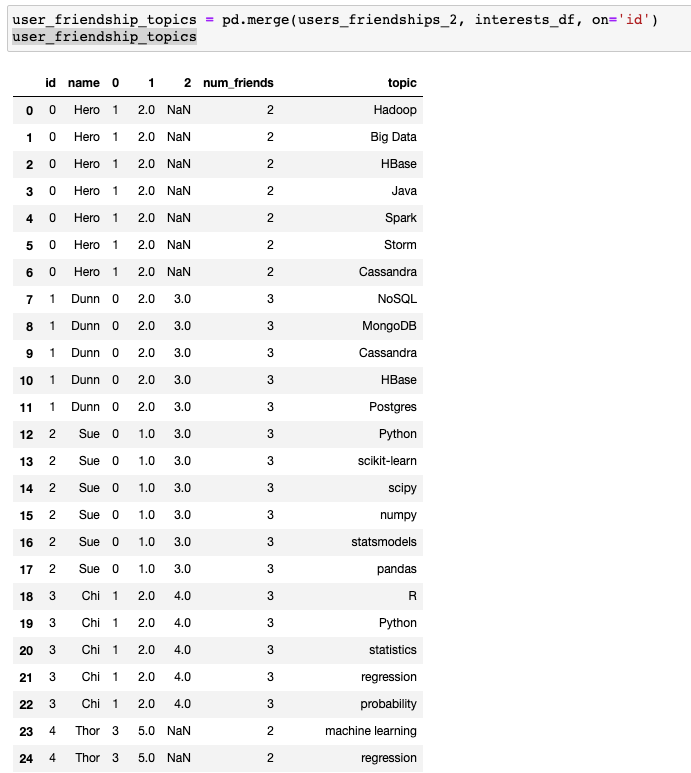 user_friendship_topics = pd.merge(users_friendships_2, interests_df, on='id')
user_friendship_topics
id name 0 1 2 num_friends topic
0 0 Hero 1 2.0 NaN 2 Hadoop
1 0 Hero 1 2.0 NaN 2 Big Data
2 0 Hero 1 2.0 NaN 2 HBase
3 0 Hero 1 2.0 NaN 2 Java
4 0 Hero 1 2.0 NaN 2 Spark
5 0 Hero 1 2.0 NaN 2 Storm
6 0 Hero 1 2.0 NaN 2 Cassandra
7 1 Dunn 0 2.0 3.0 3 NoSQL
8 1 Dunn 0 2.0 3.0 3 MongoDB
9 1 Dunn 0 2.0 3.0 3 Cassandra
10 1 Dunn 0 2.0 3.0 3 HBase
11 1 Dunn 0 2.0 3.0 3 Postgres
12 2 Sue 0 1.0 3.0 3 Python
13 2 Sue 0 1.0 3.0 3 scikit-learn
14 2 Sue 0 1.0 3.0 3 scipy
15 2 Sue 0 1.0 3.0 3 numpy
16 2 Sue 0 1.0 3.0 3 statsmodels
17 2 Sue 0 1.0 3.0 3 pandas
18 3 Chi 1 2.0 4.0 3 R
19 3 Chi 1 2.0 4.0 3 Python
20 3 Chi 1 2.0 4.0 3 statistics
21 3 Chi 1 2.0 4.0 3 regression
22 3 Chi 1 2.0 4.0 3 probability
23 4 Thor 3 5.0 NaN 2 machine learning
24 4 Thor 3 5.0 NaN 2 regression